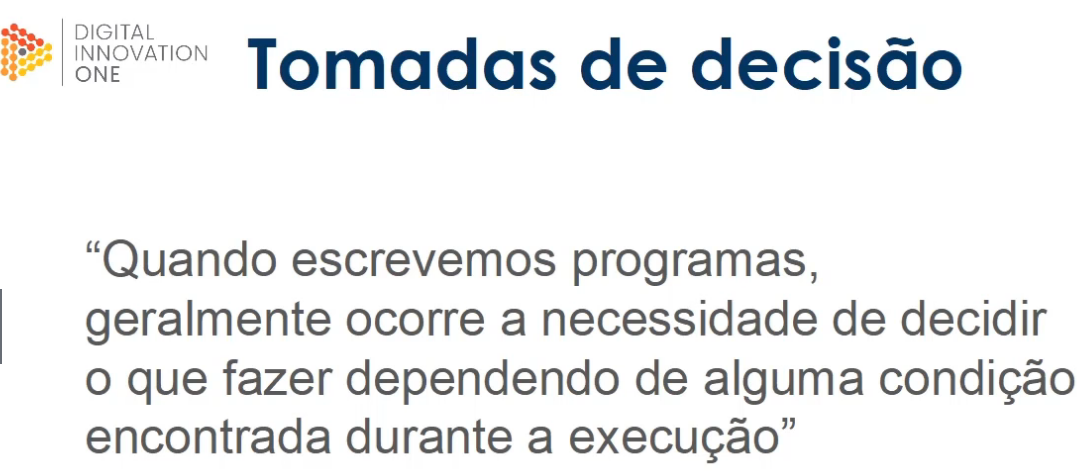 DIGITAL
INNOVATION
ONE
Tomadas de decisão
“Quando escrevemos programas,
geralmente ocorre a necessidade de decidir
o que fazer dependendo de alguma condição
encontrada durante a execução”